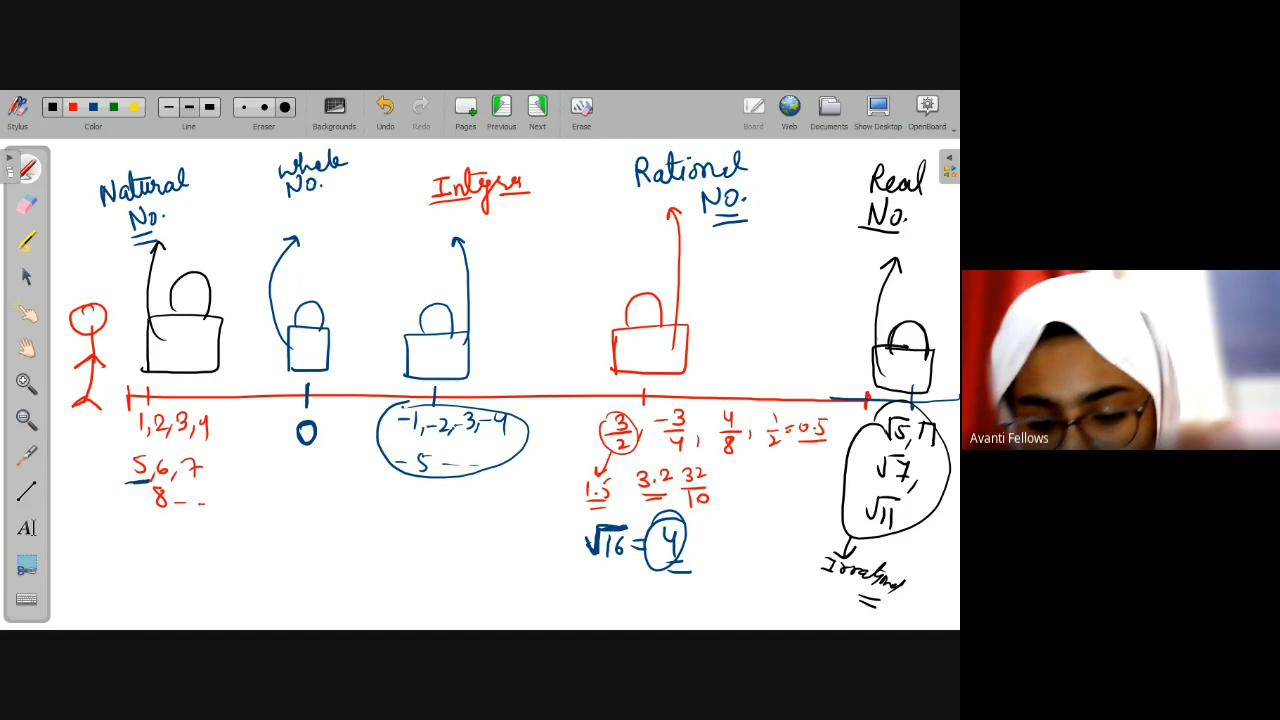 Stylus
Color
Line
Eraser
Backgrounds
Undo
Redo
Pages
Previous
Next
Erase
Board
Web
Documents
Show Desktop
OpenBoard
Natural
No.
Whole
No.
Integers
Rational
No.
Real
No.
1, 2, 3, 4
5, 6, 7
8 - -
0
-1, -2, -3, -4
-5 - -
3/2, -3/4, 4/8, 1/2 = 0.5
1.5 3.2 32/10
√16 = 4
√5, π
√7,
√11
Irrational
Avanti Fellows